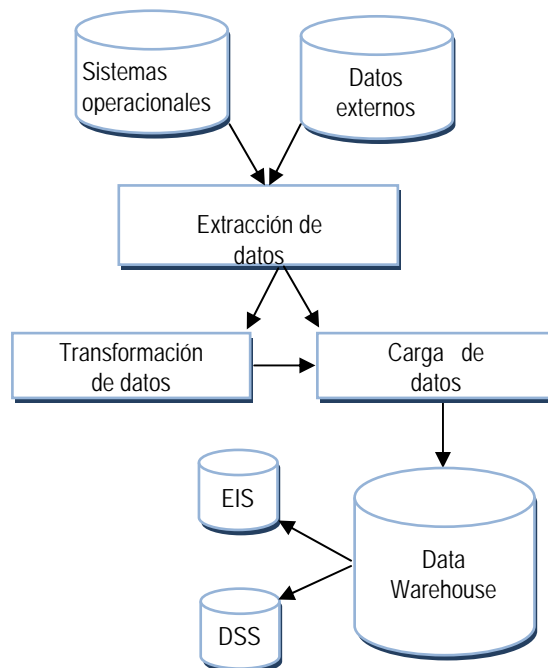 Sistemas
operacionales
Datos
externos
Extracción de
datos
Transformación
de datos
Carga de
datos
EIS
Data
Warehouse
DSS